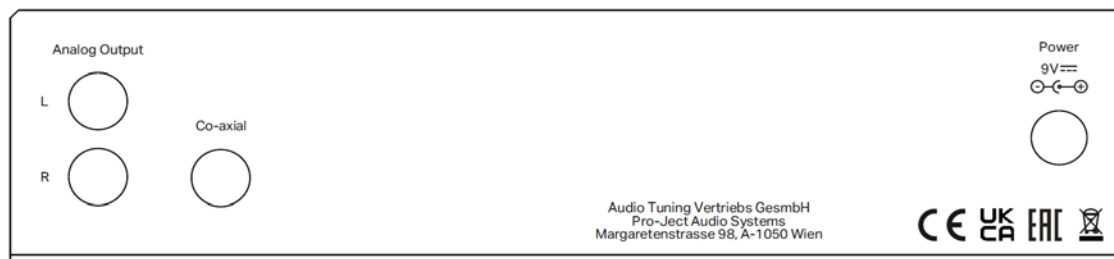 Analog Output
L
R
Co-axial
Power
9V
Audio Tuning Vertriebs GesmbH
Pro-Ject Audio Systems
Margaretenstrasse 98, A-1050 Wien
CE UK CA EAC